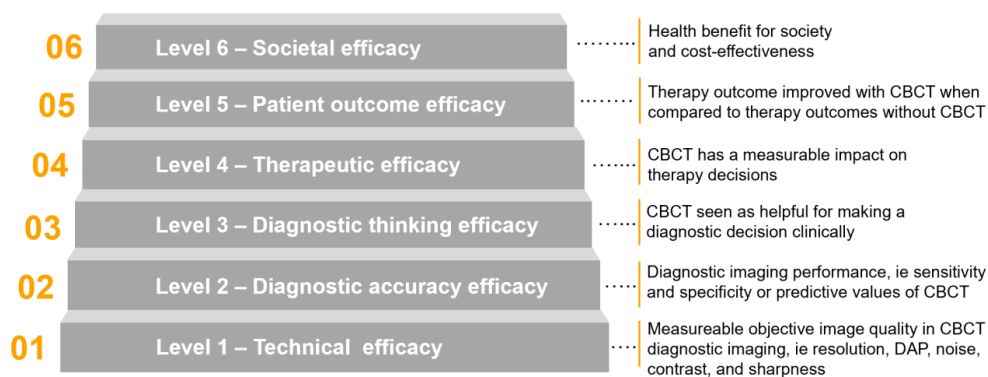 06
Level 6 – Societal efficacy
Health benefit for society
and cost-effectiveness
05
Level 5 – Patient outcome efficacy
Therapy outcome improved with CBCT when
compared to therapy outcomes without CBCT
04
Level 4 – Therapeutic efficacy
CBCT has a measurable impact on
therapy decisions
03
Level 3 – Diagnostic thinking efficacy
CBCT seen as helpful for making a
diagnostic decision clinically
02
Level 2 – Diagnostic accuracy efficacy
Diagnostic imaging performance, ie sensitivity
and specificity or predictive values of CBCT
01
Level 1 – Technical efficacy
Measureable objective image quality in CBCT
diagnostic imaging, ie resolution, DAP, noise,
contrast, and sharpness